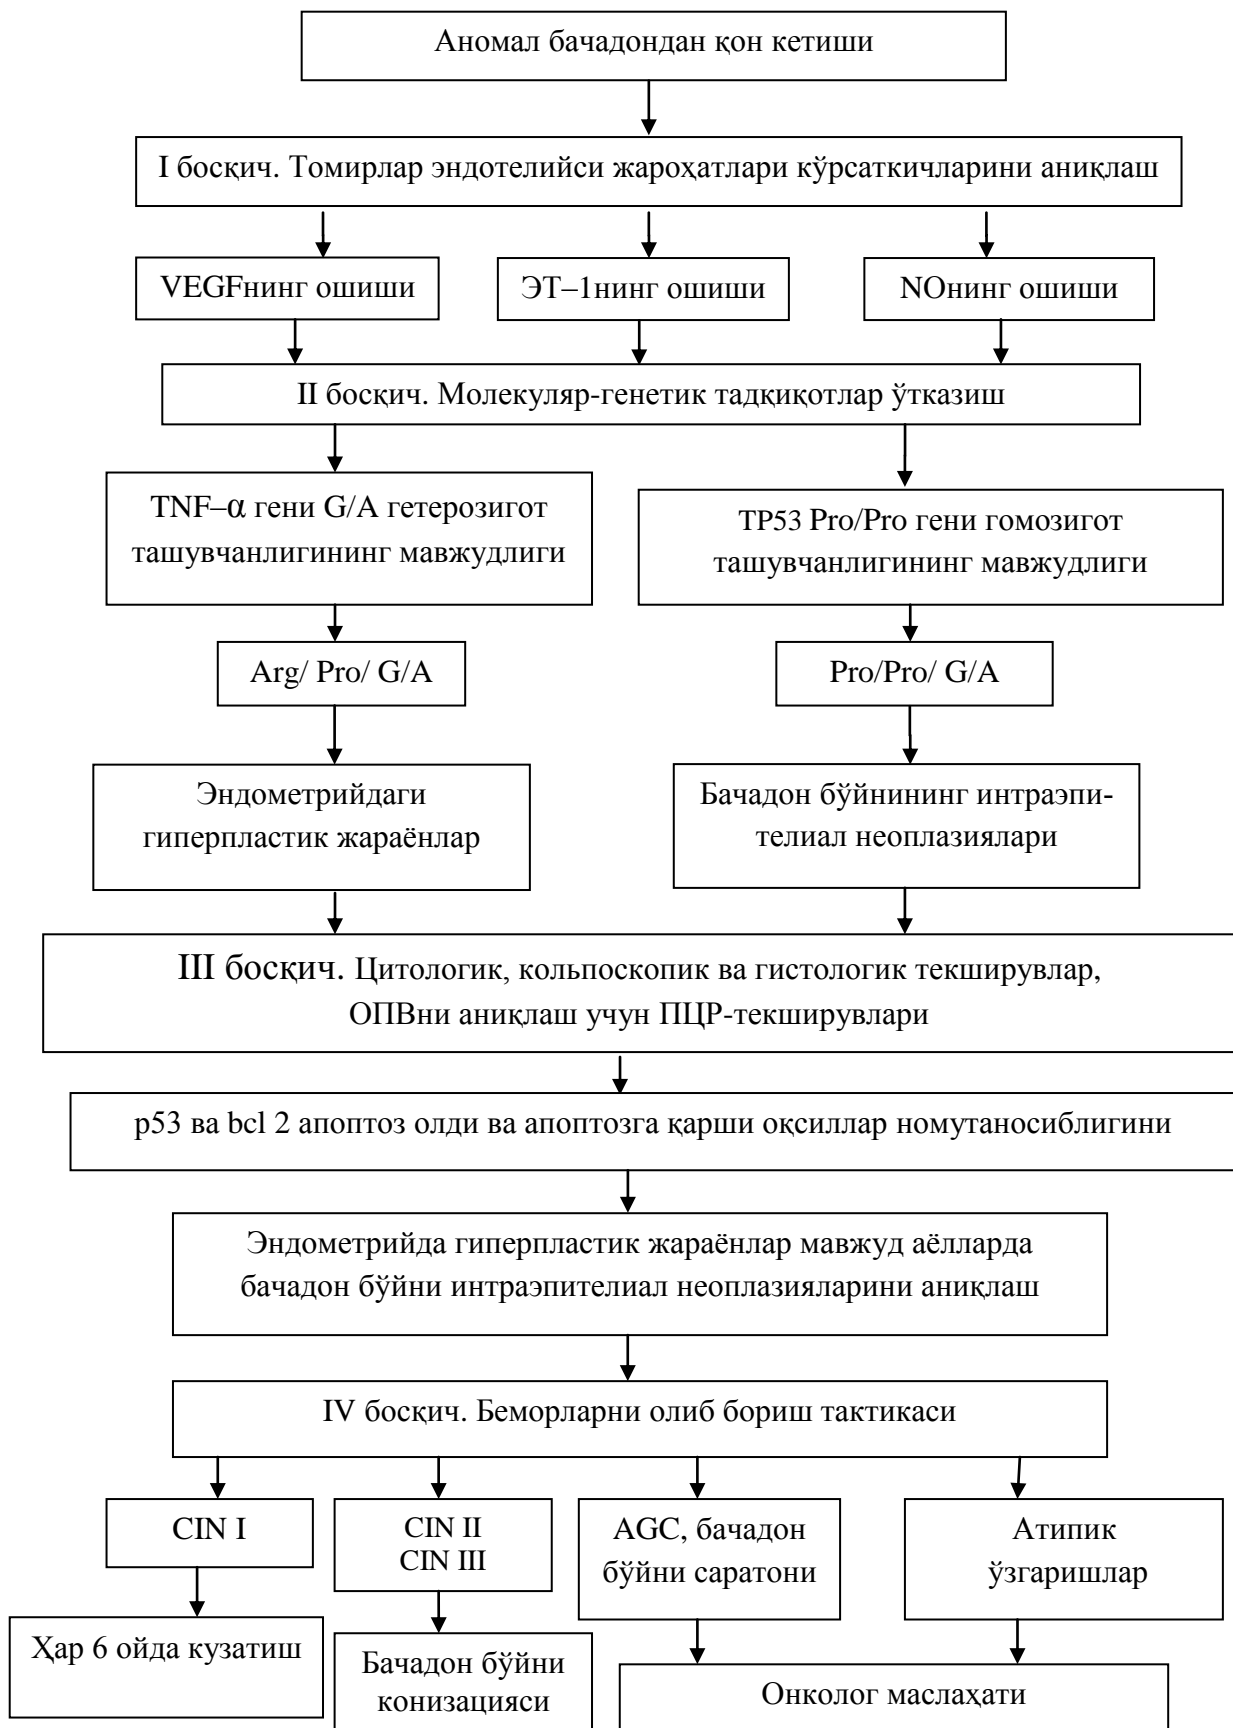 Аномал бачадондан қон кетиши
I босқич. Томирлар эндотелийси жароҳатлари кўрсаткичларини аниқлаш
VEGFнинг ошиши
ЭТ–1нинг ошиши
NOнинг ошиши
II босқич. Молекуляр-генетик тадқиқотлар ўтказиш
TNF–α гени G/A гетерозигот
ташувчанлигининг мавжудлиги
TP53 Pro/Pro гени гомозигот
ташувчанлигининг мавжудлиги
Arg/ Pro/ G/A
Pro/Pro/ G/A
Эндометрийдаги
гиперпластик жараёнлар
Бачадон бўйнининг интраэпи-
телиал неоплазиялари
III босқич. Цитологик, кольпоскопик ва гистологик текширувлар,
ОПВни аниқлаш учун ПЦР-текширувлари
р53 ва bcl 2 апоптоз олди ва апоптозга қарши оқсиллар номутаносиблигини
Эндометрийда гиперпластик жараёнлар мавжуд аёлларда
бачадон бўйни интраэпителиал неоплазияларини аниқлаш
IV босқич. Беморларни олиб бориш тактикаси
CIN I
CIN II
CIN III
AGC, бачадон
бўйни саратони
Атипик
ўзгаришлар
Ҳар 6 ойда кузатиш
Бачадон бўйни
конизацияси
Онколог маслаҳати